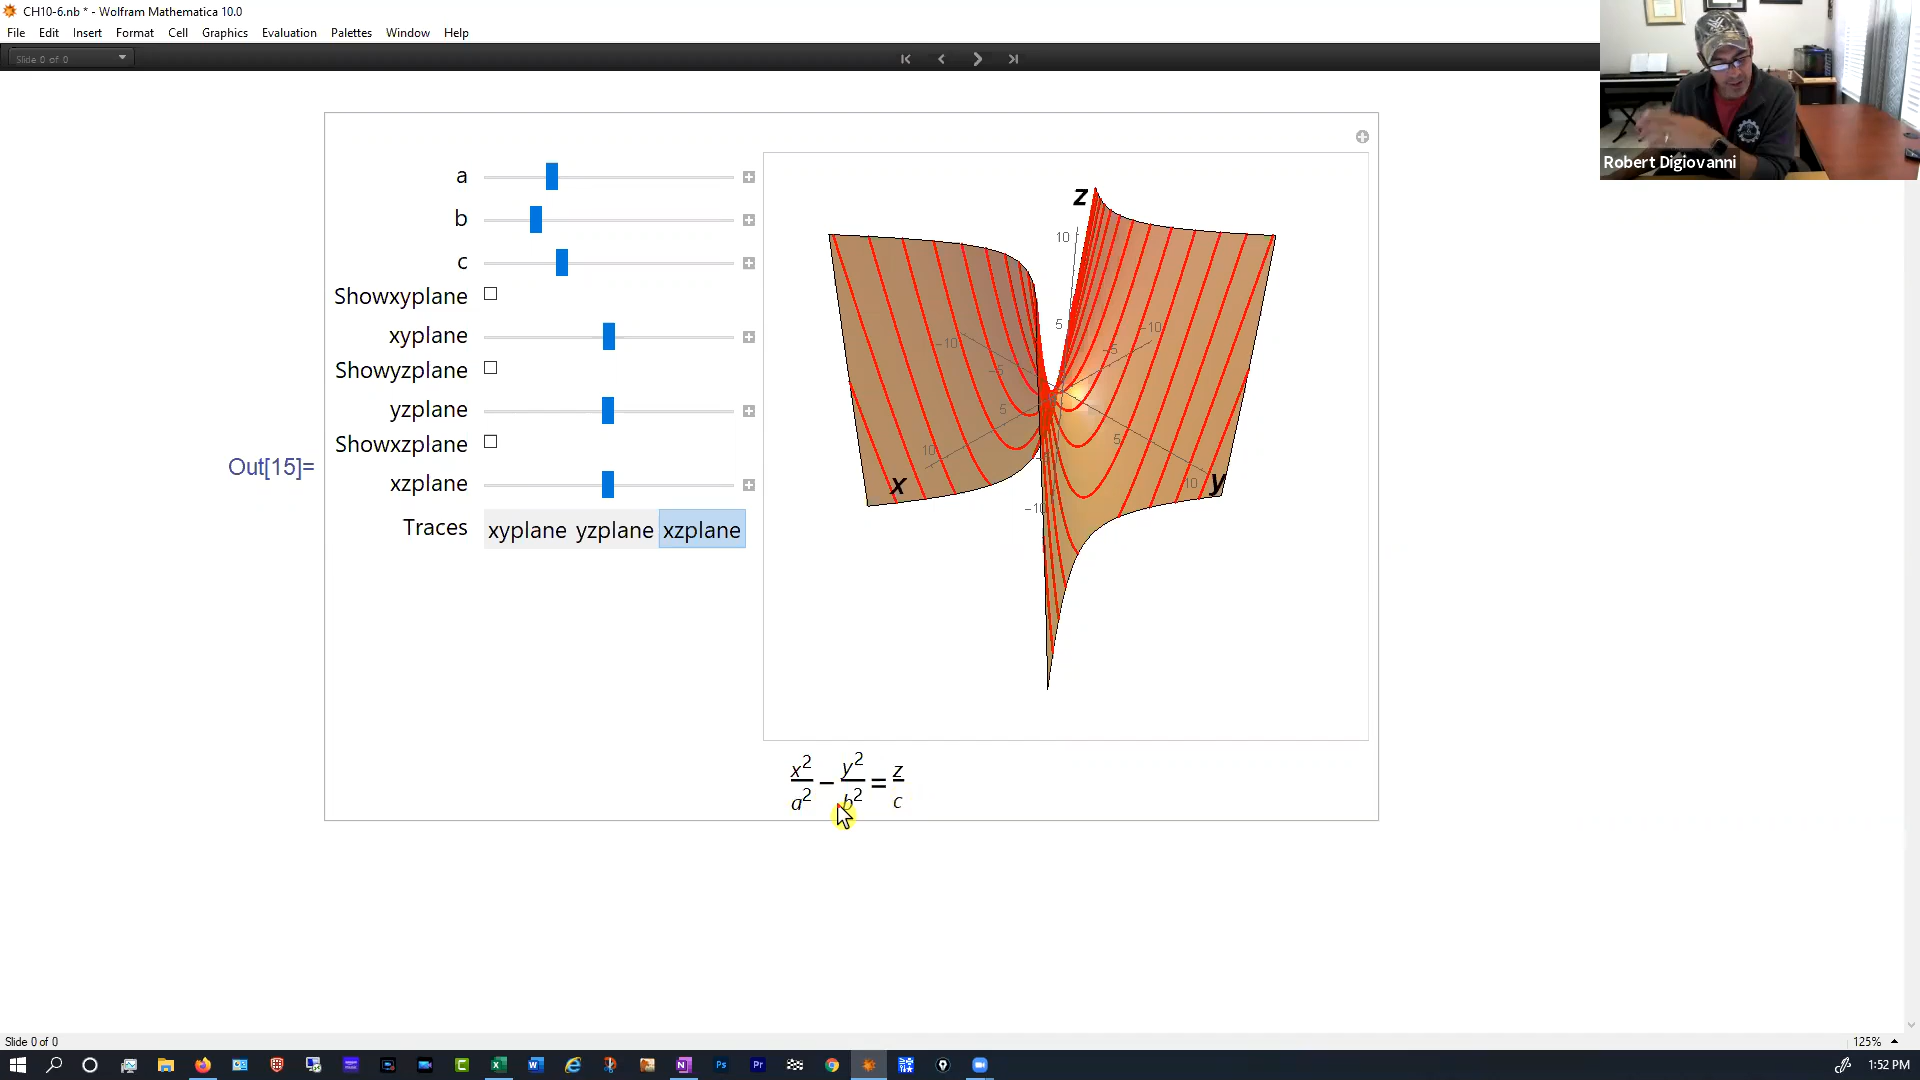 CH10-6.nb * - Wolfram Mathematica 10.0
File Edit Insert Format Cell Graphics Evaluation Palettes Window Help
Slide 0 of 0
Robert Digiovanni
a
b
c
Showxyplane
xyplane
Showyzplane
yzplane
Showxzplane
xzplane
Traces xyplane yzplane xzplane
Out[15]=
z
10
5
-10
-10
-5
-5
5
5
10
10
-10
x
y
x²/a² − y²/b² = z/c
Slide 0 of 0
125%
1:52 PM